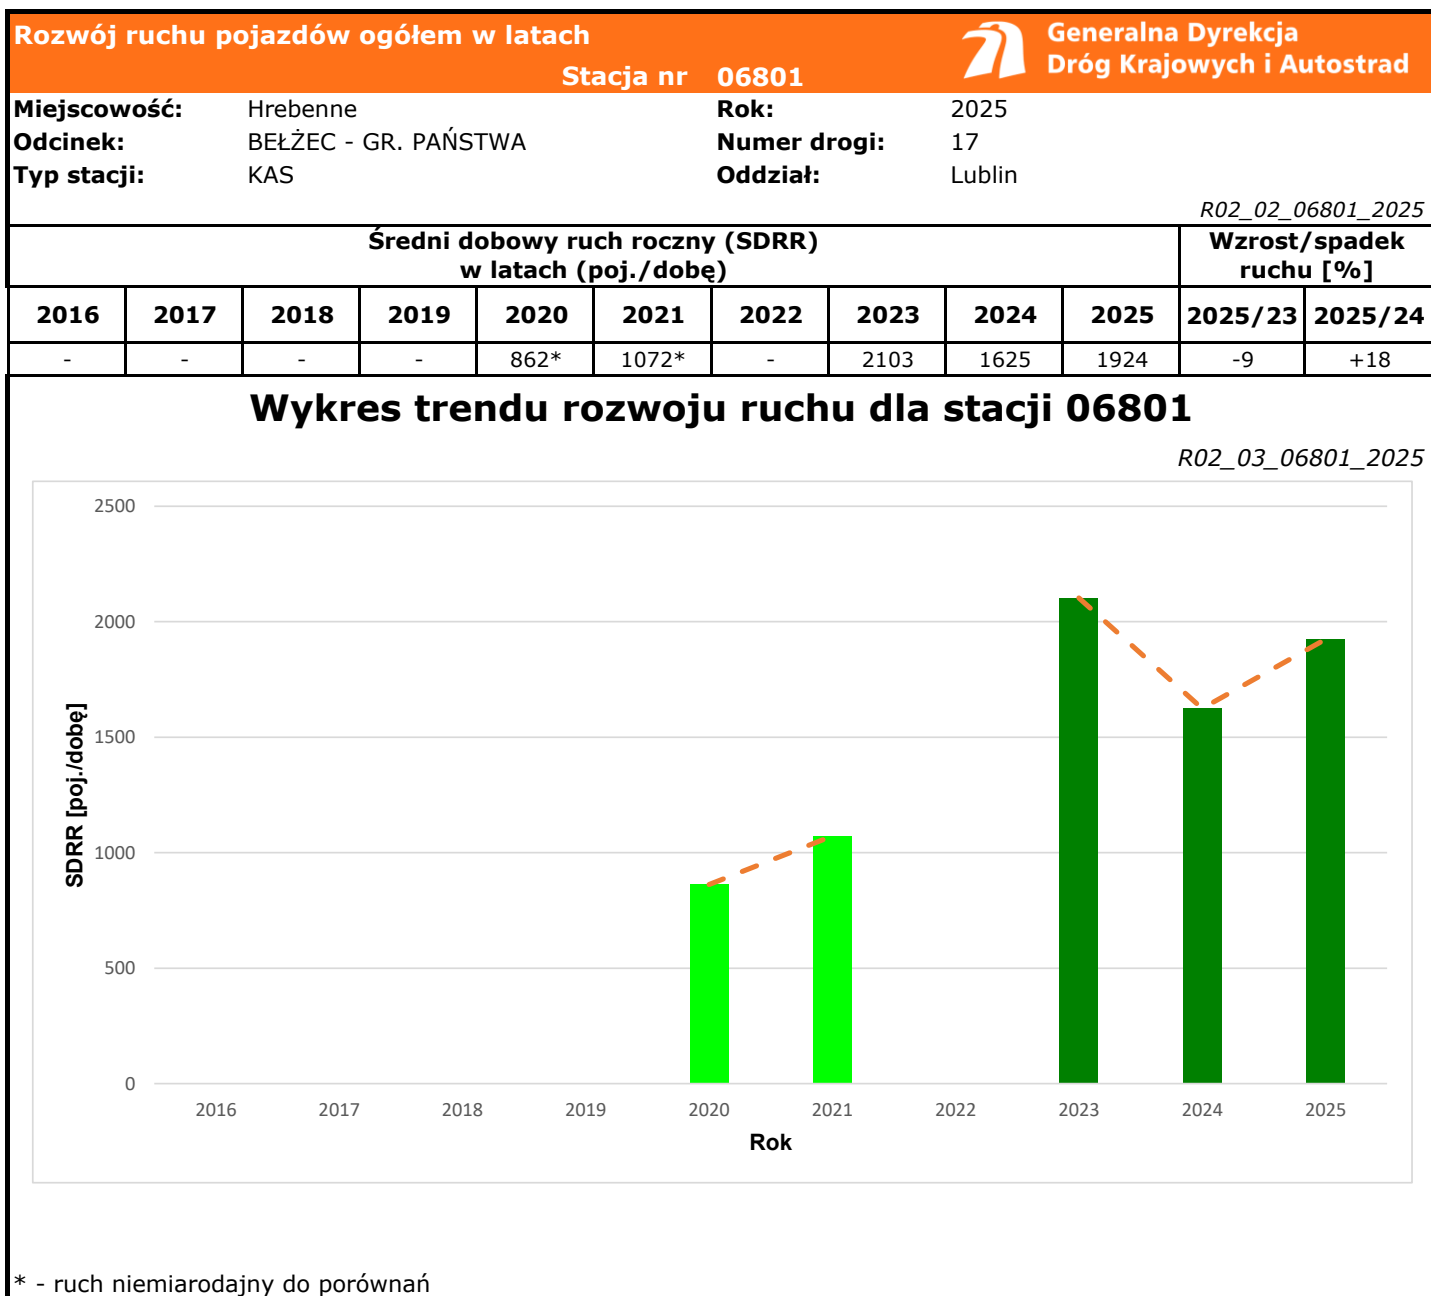 Rozwój ruchu pojazdów ogółem w latach
Generalna Dyrekcja
Dróg Krajowych i Autostrad
Stacja nr 06801
Miejscowość: Hrebenne Rok: 2025
Odcinek: BEŁŻEC - GR. PAŃSTWA Numer drogi: 17
Typ stacji: KAS Oddział: Lublin
R02_02_06801_2025
Średni dobowy ruch roczny (SDRR)
w latach (poj./dobę)
Wzrost/spadek
ruchu [%]
2016 2017 2018 2019 2020 2021 2022 2023 2024 2025 2025/23 2025/24
- - - - 862* 1072* - 2103 1625 1924 -9 +18
Wykres trendu rozwoju ruchu dla stacji 06801
R02_03_06801_2025
2500
2000
1500
1000
500
0
SDRR [poj./dobę]
2016 2017 2018 2019 2020 2021 2022 2023 2024 2025
Rok
* - ruch niemiarodajny do porównań